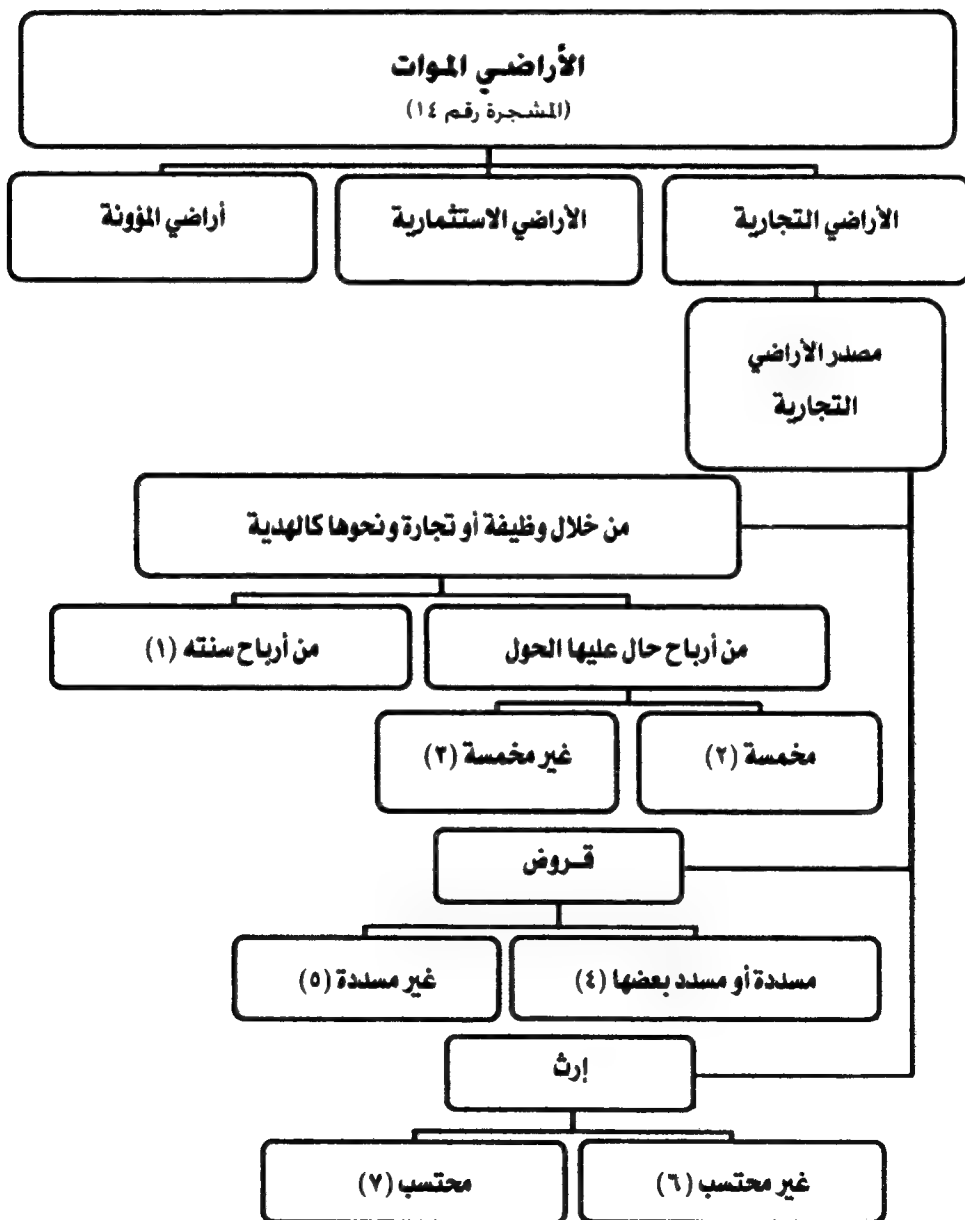 الأراضي الموات
(المشجرة رقم ١٤)
الأراضي التجارية
الأراضي الاستثمارية
أراضي المؤونة
مصدر الأراضي
التجارية
من خلال وظيفة أو تجارة ونحوها كالهدية
من أرباح حال عليها الحول
من أرباح سنته (١)
مخمسة (٢)
غير مخمسة (٣)
قروض
مسددة أو مسدد بعضها (٤)
غير مسددة (٥)
إرث
غير محتسب (٦)
محتسب (٧)